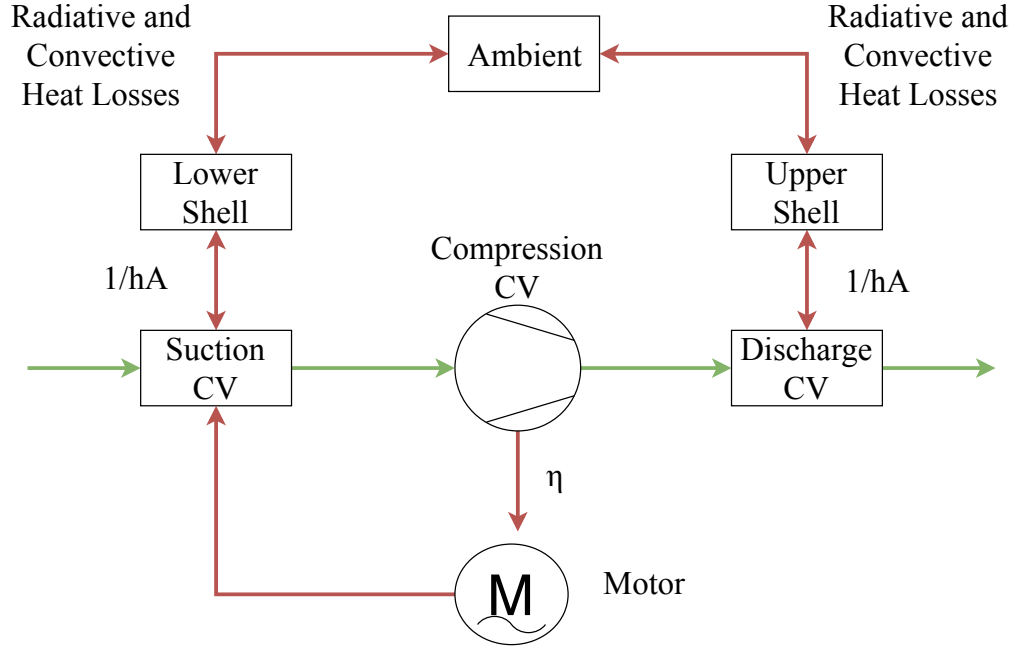 Radiative and
Convective
Heat Losses
Ambient
Radiative and
Convective
Heat Losses
Lower
Shell
Upper
Shell
1/hA
Compression
CV
1/hA
Suction
CV
Discharge
CV
η
M
Motor